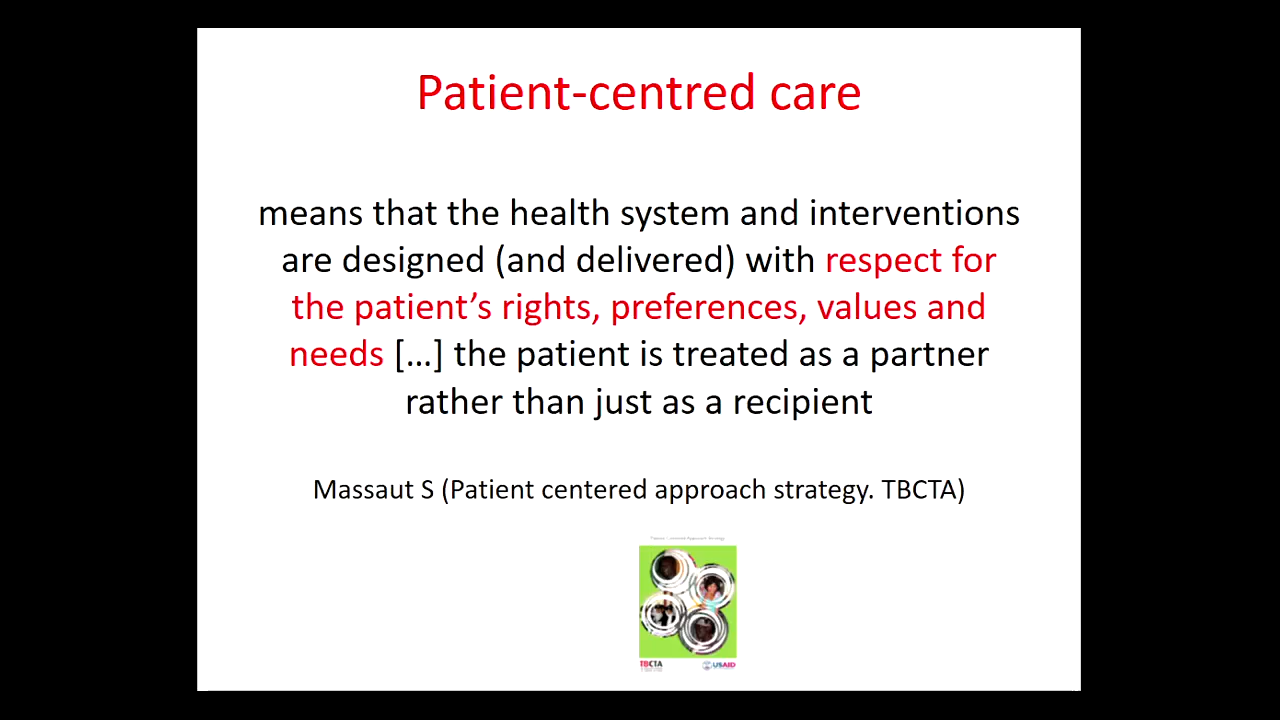 Patient-centred care
means that the health system and interventions
are designed (and delivered) with respect for
the patient’s rights, preferences, values and
needs […] the patient is treated as a partner
rather than just as a recipient
Massaut S (Patient centered approach strategy. TBCTA)
TBCTA
USAID